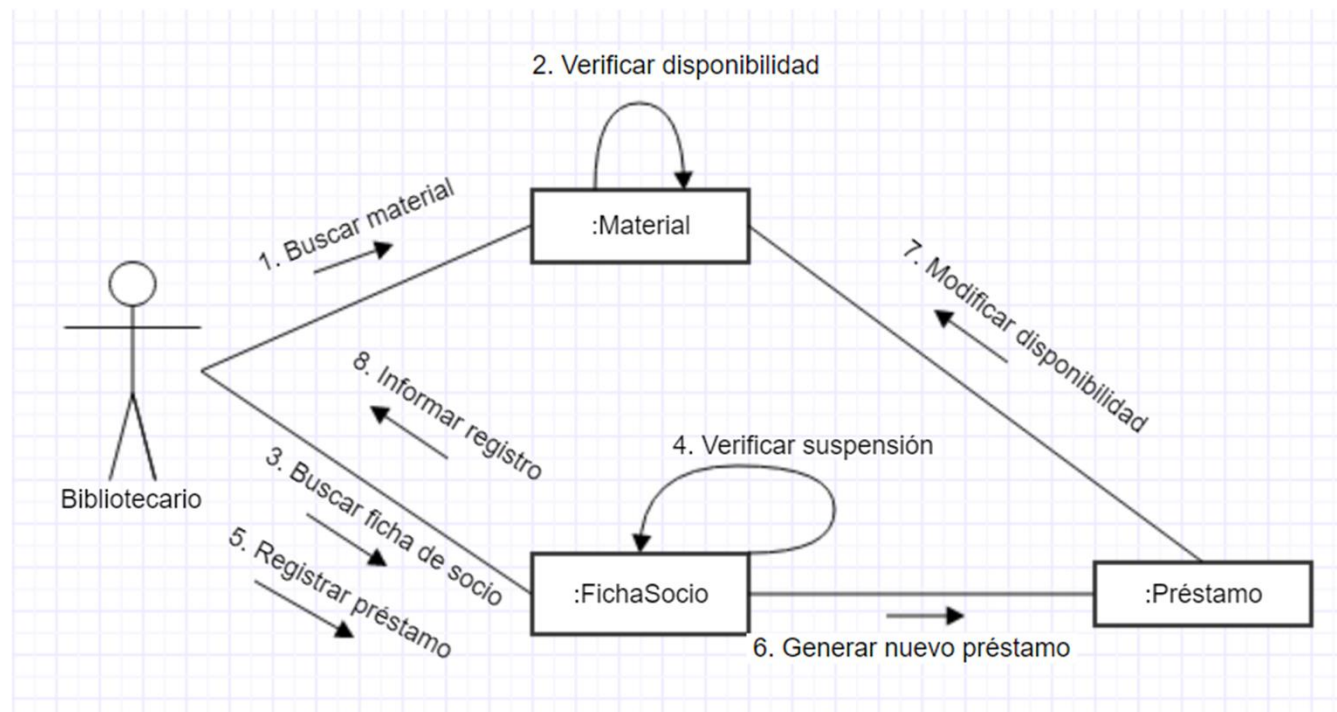 2. Verificar disponibilidad
1. Buscar material
:Material
7. Modificar disponibilidad
8. Informar registro
4. Verificar suspensión
3. Buscar ficha de socio
Bibliotecario
5. Registrar préstamo
:FichaSocio
:Préstamo
6. Generar nuevo préstamo